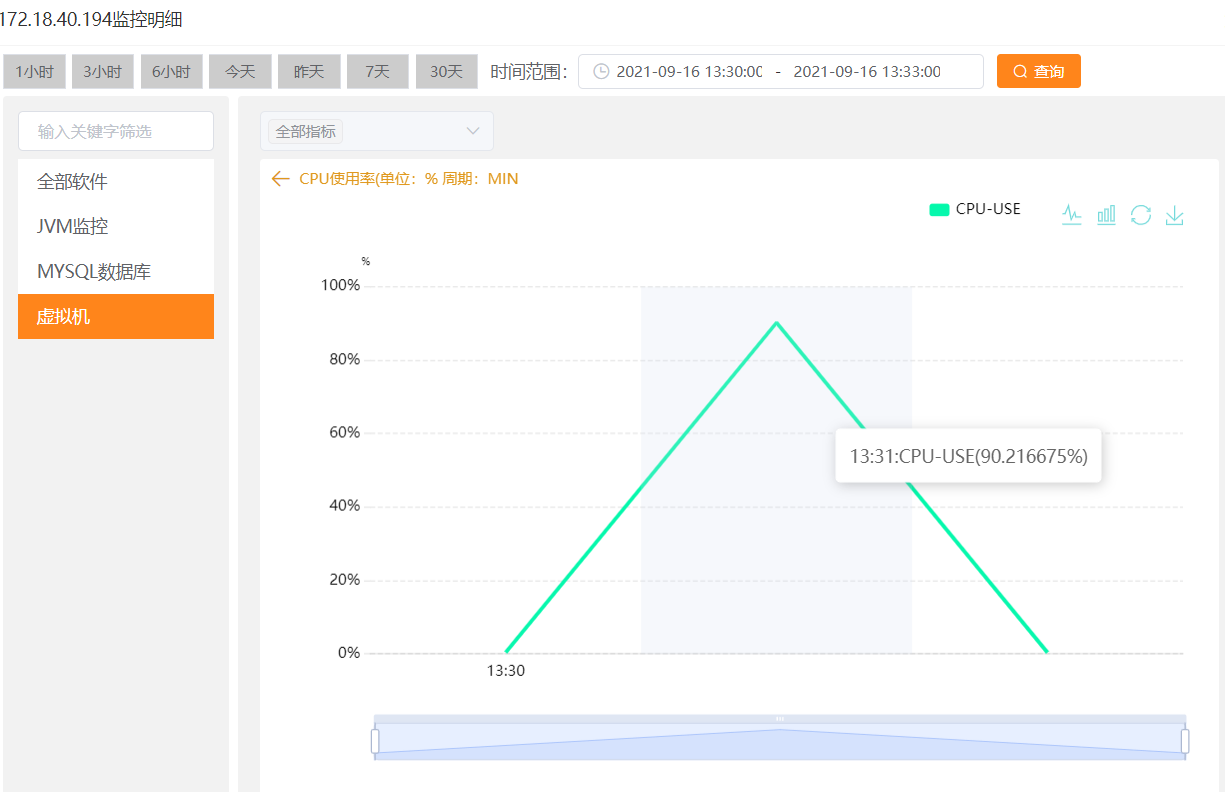 172.18.40.194监控明细
1小时 3小时 6小时 今天 昨天 7天 30天 时间范围： 2021-09-16 13:30:00 - 2021-09-16 13:33:00 查询
输入关键字筛选
全部软件
JVM监控
MYSQL数据库
虚拟机
全部指标
CPU使用率(单位：% 周期：MIN
CPU-USE
%
100%
80%
60%
13:31:CPU-USE(90.216675%)
40%
20%
0%
13:30